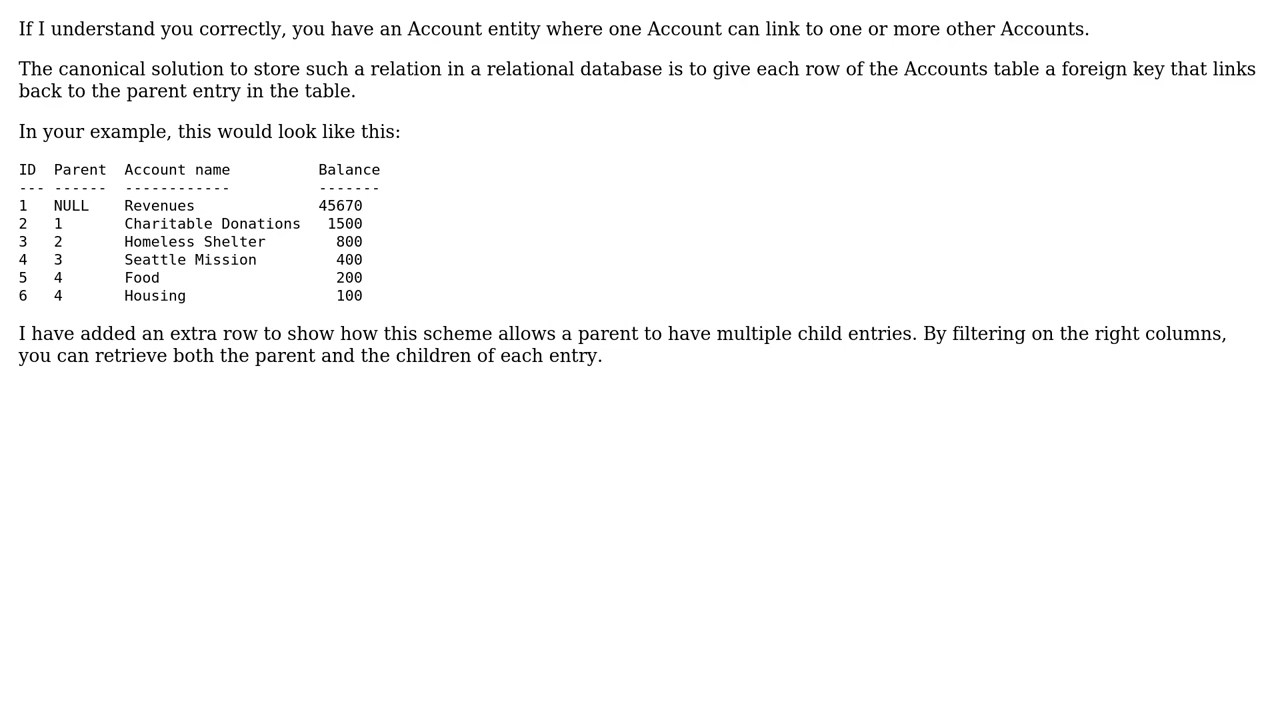 If I understand you correctly, you have an Account entity where one Account can link to one or more other Accounts.
The canonical solution to store such a relation in a relational database is to give each row of the Accounts table a foreign key that links
back to the parent entry in the table.
In your example, this would look like this:
ID  Parent  Account name          Balance
--- ------  ------------          -------
1   NULL    Revenues              45670
2   1       Charitable Donations   1500
3   2       Homeless Shelter        800
4   3       Seattle Mission         400
5   4       Food                    200
6   4       Housing                 100
I have added an extra row to show how this scheme allows a parent to have multiple child entries. By filtering on the right columns,
you can retrieve both the parent and the children of each entry.